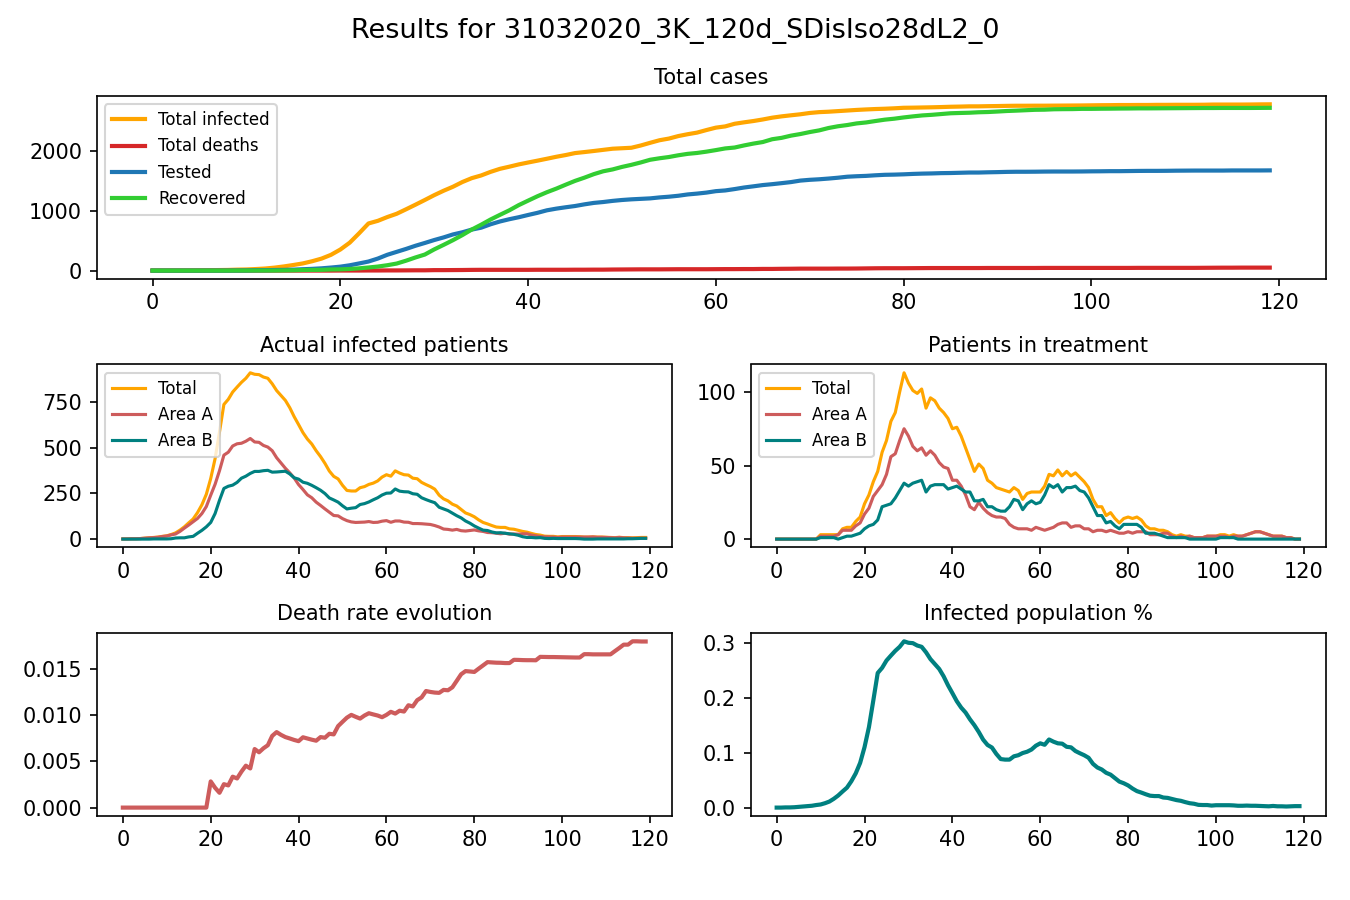 Results for 31032020_3K_120d_SDisIso28dL2_0
Total cases
Total infected
Total deaths
Tested
Recovered
2000
1000
0
0 20 40 60 80 100 120
Actual infected patients
Total
Area A
Area B
750
500
250
0
0 20 40 60 80 100 120
Patients in treatment
Total
Area A
Area B
100
50
0
0 20 40 60 80 100 120
Death rate evolution
0.015
0.010
0.005
0.000
0 20 40 60 80 100 120
Infected population %
0.3
0.2
0.1
0.0
0 20 40 60 80 100 120